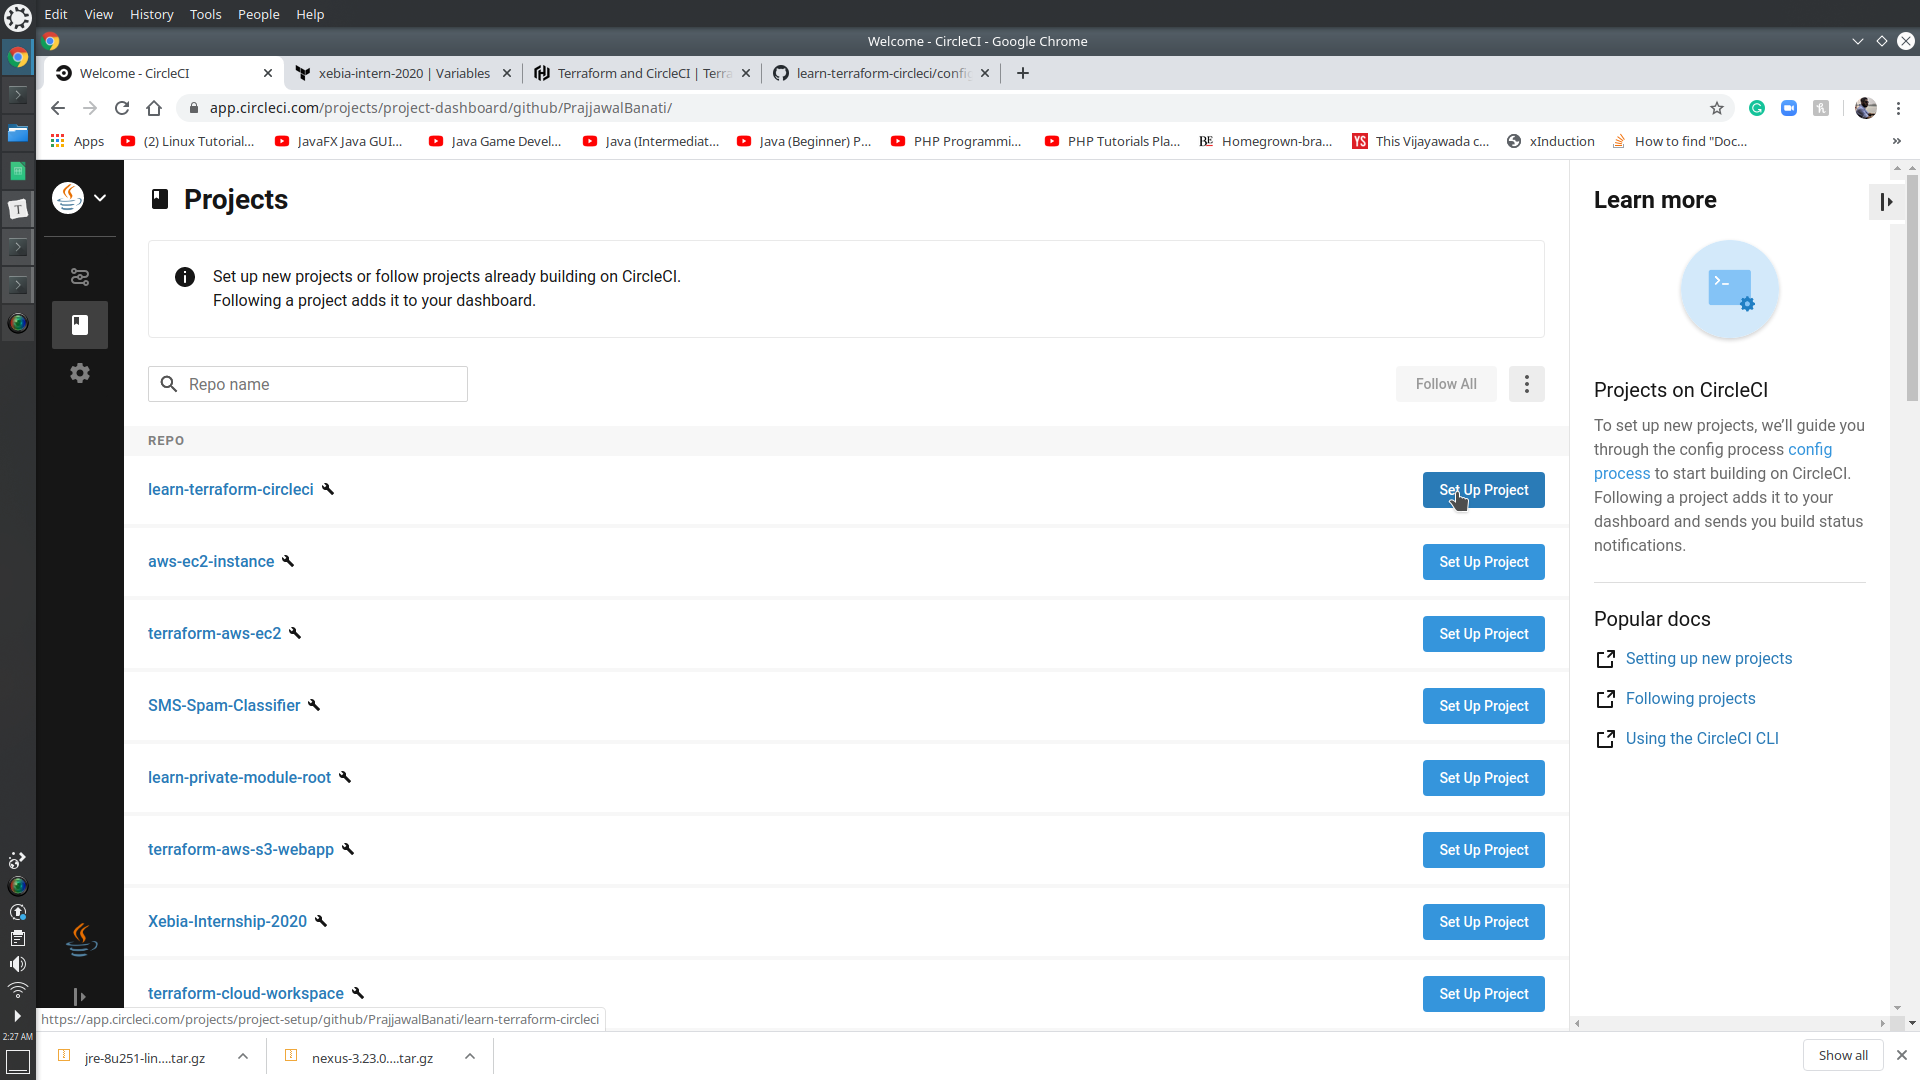 Edit View History Tools People Help
Welcome - CircleCI - Google Chrome
Welcome - CircleCI
xebia-intern-2020 | Variables
Terraform and CircleCI | Terra
learn-terraform-circleci/config
app.circleci.com/projects/project-dashboard/github/PrajjawalBanati/
Apps
(2) Linux Tutorial...
JavaFX Java GUI...
Java Game Devel...
Java (Intermediat...
Java (Beginner) P...
PHP Programmi...
PHP Tutorials Pla...
BE Homegrown-bra...
YS This Vijayawada c...
xInduction
How to find "Doc...
»
Projects
Set up new projects or follow projects already building on CircleCI.
Following a project adds it to your dashboard.
Repo name
Follow All
REPO
learn-terraform-circleci Set Up Project
aws-ec2-instance Set Up Project
terraform-aws-ec2 Set Up Project
SMS-Spam-Classifier Set Up Project
learn-private-module-root Set Up Project
terraform-aws-s3-webapp Set Up Project
Xebia-Internship-2020 Set Up Project
terraform-cloud-workspace Set Up Project
Learn more
Projects on CircleCI
To set up new projects, we'll guide you
through the config process config
process to start building on CircleCI.
Following a project adds it to your
dashboard and sends you build status
notifications.
Popular docs
Setting up new projects
Following projects
Using the CircleCI CLI
https://app.circleci.com/projects/project-setup/github/PrajjawalBanati/learn-terraform-circleci
2:27 AM
jre-8u251-lin....tar.gz
nexus-3.23.0....tar.gz
Show all